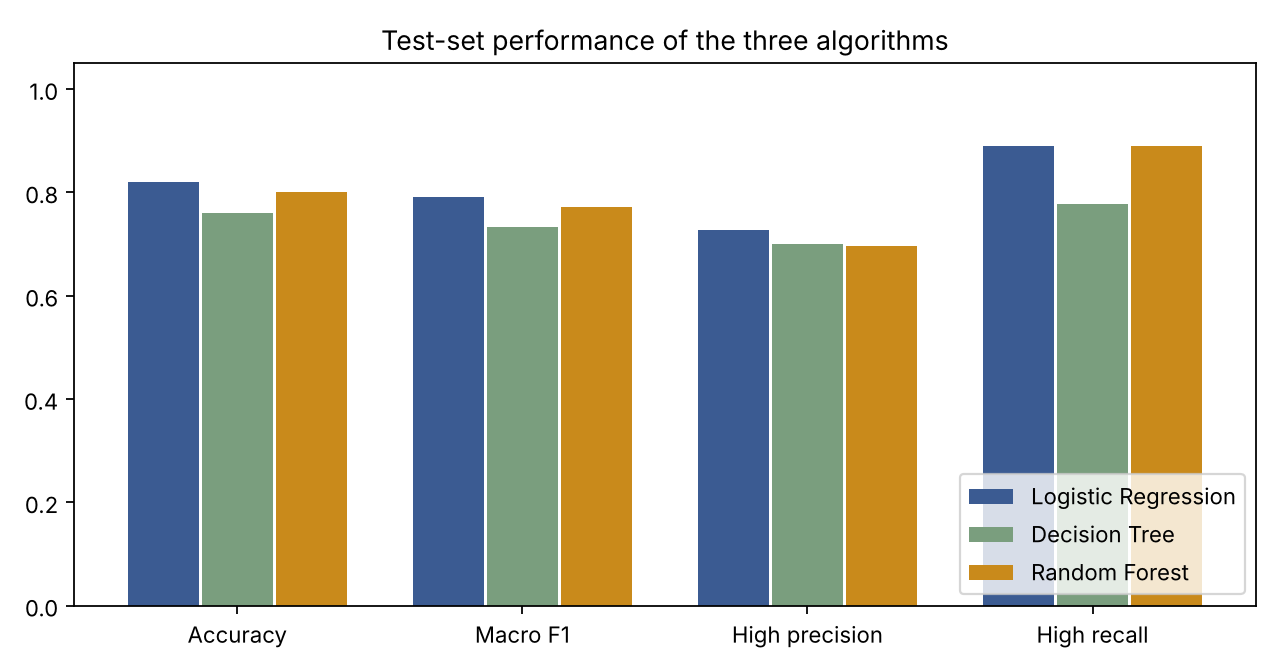 Test-set performance of the three algorithms
1.0
0.8
0.6
0.4
0.2
0.0
Accuracy
Macro F1
High precision
High recall
Logistic Regression
Decision Tree
Random Forest